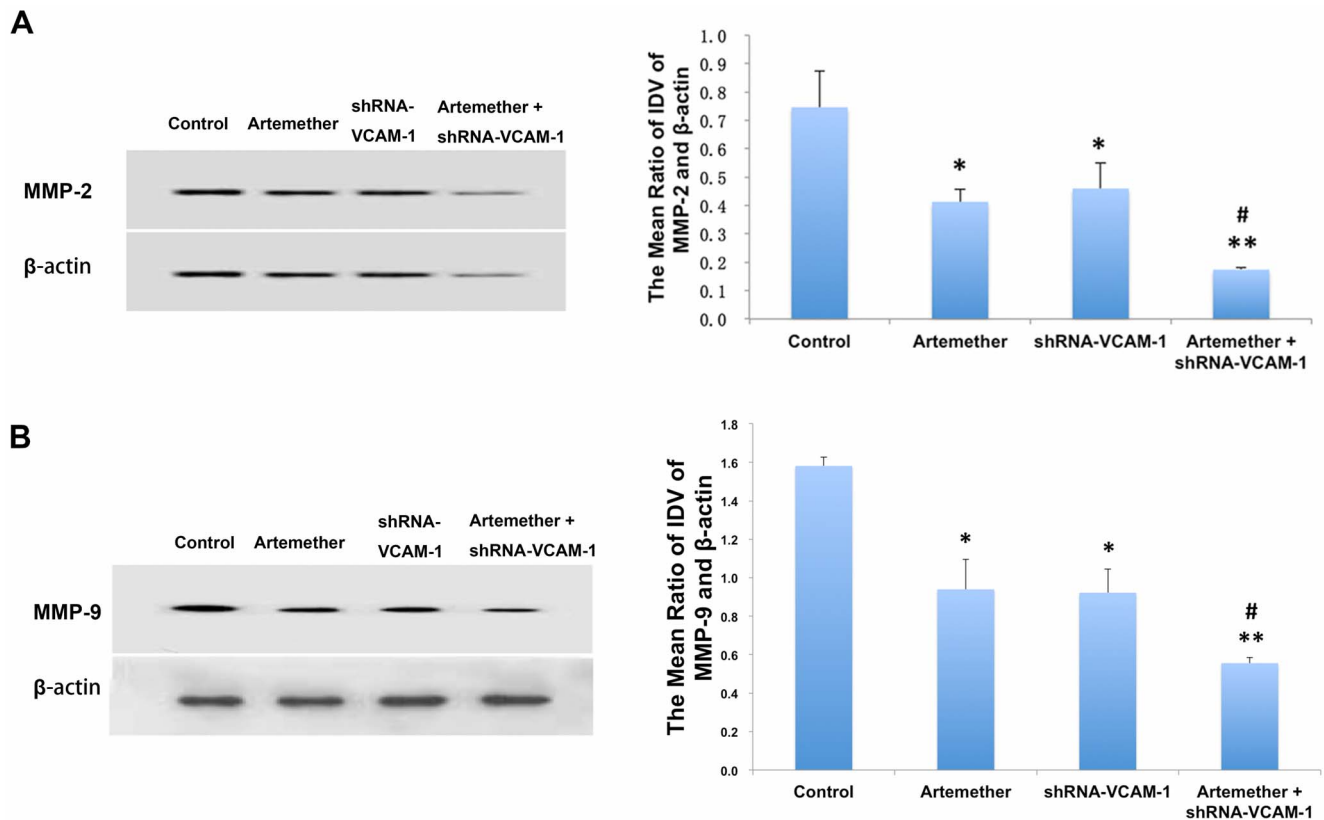 A
Control
Artemether
shRNA-
VCAM-1
Artemether +
shRNA-VCAM-1
MMP-2
β-actin
The Mean Ratio of IDV of
MMP-2 and β-actin
1.0
0.9
0.8
0.7
0.6
0.5
0.4
0.3
0.2
0.1
0.0
*
*
#
**
Control
Artemether
shRNA-VCAM-1
Artemether +
shRNA-VCAM-1
B
Control
Artemether
shRNA-
VCAM-1
Artemether +
shRNA-VCAM-1
MMP-9
β-actin
The Mean Ratio of IDV of
MMP-9 and β-actin
1.8
1.6
1.4
1.2
1.0
0.8
0.6
0.4
0.2
0.0
*
*
#
**
Control
Artemether
shRNA-VCAM-1
Artemether +
shRNA-VCAM-1